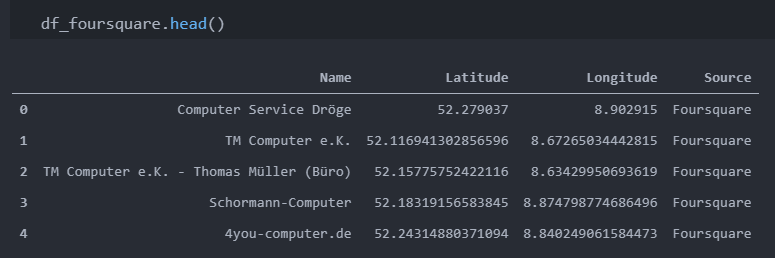 df_foursquare.head()
Name Latitude Longitude Source
0 Computer Service Dröge 52.279037 8.902915 Foursquare
1 TM Computer e.K. 52.116941302856596 8.67265034442815 Foursquare
2 TM Computer e.K. - Thomas Müller (Büro) 52.15775752422116 8.63429950693619 Foursquare
3 Schormann-Computer 52.18319156583845 8.874798774686496 Foursquare
4 4you-computer.de 52.24314880371094 8.840249061584473 Foursquare